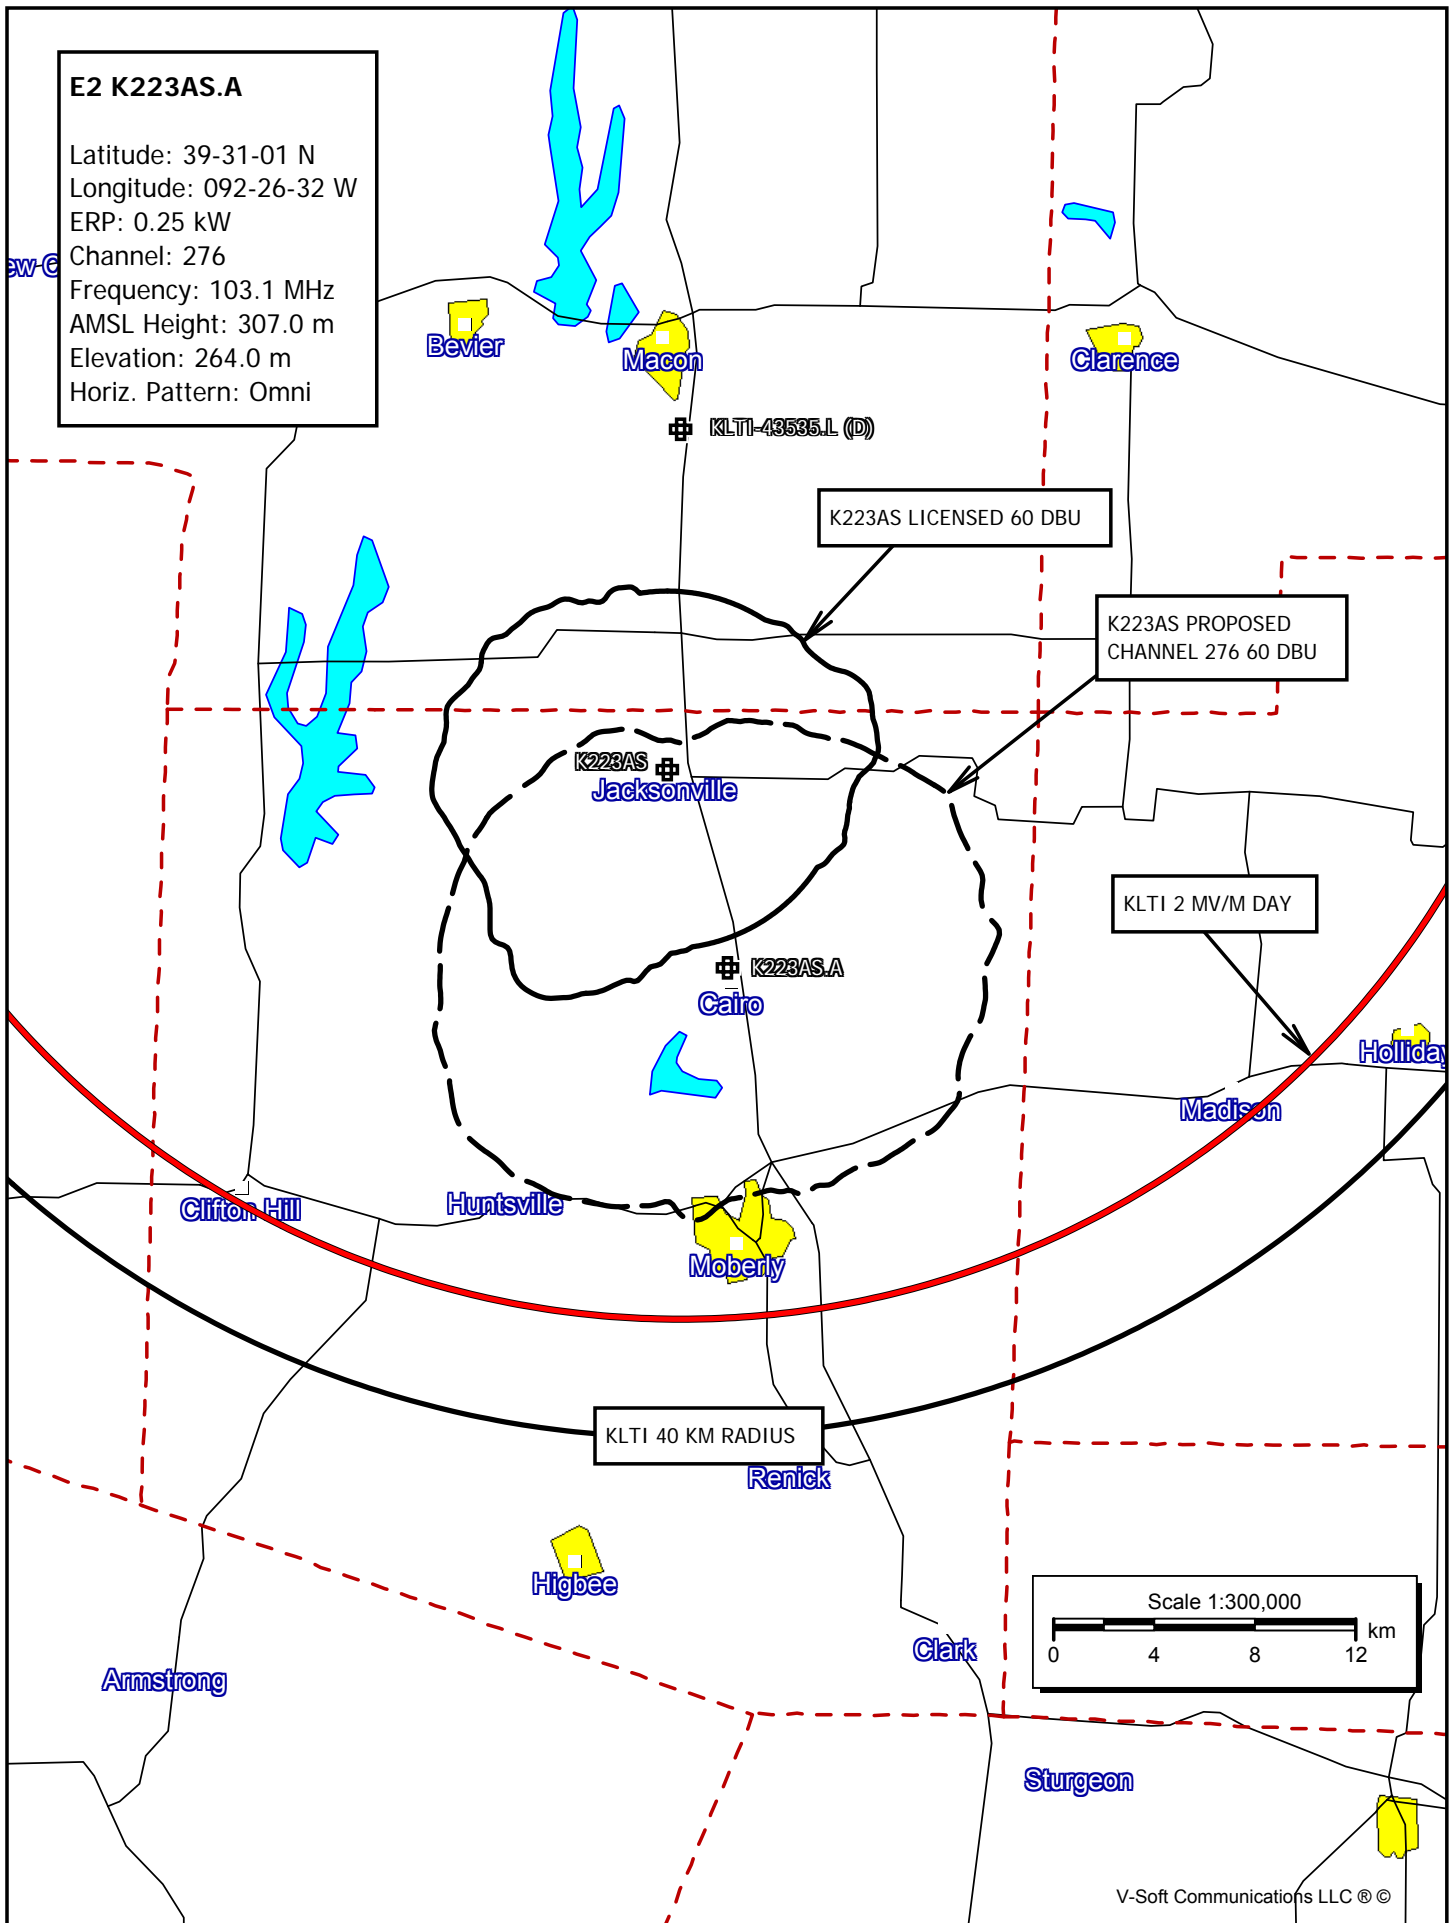 E2 K223AS.A
Latitude: 39-31-01 N
Longitude: 092-26-32 W
ERP: 0.25 kW
Channel: 276
Frequency: 103.1 MHz
AMSL Height: 307.0 m
Elevation: 264.0 m
Horiz. Pattern: Omni
ew C
Bevier
Macon
Clarence
KLTI-43535.L (D)
K223AS LICENSED 60 DBU
K223AS PROPOSED
CHANNEL 276 60 DBU
K223AS
Jacksonville
KLTI 2 MV/M DAY
K223AS.A
Cairo
Holliday
Madison
Clifton Hill
Huntsville
Moberly
KLTI 40 KM RADIUS
Renick
Higbee
Scale 1:300,000
km
0 4 8 12
Clark
Armstrong
Sturgeon
V-Soft Communications LLC ® ©